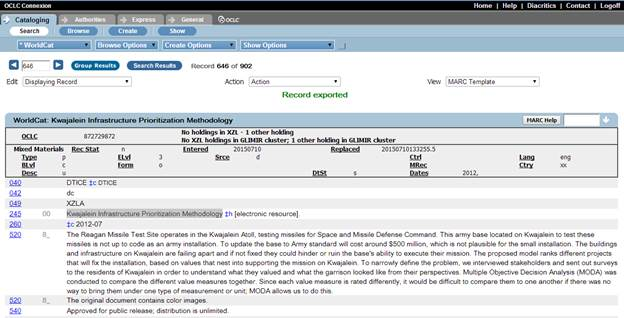 OCLC Connexion Home | Help | Diacritics | Contact | Logoff
Cataloging Authorities Express General OCLC
Search Browse Create Show
* WorldCat Browse Options Create Options Show Options
646 Group Results Search Results Record 646 of 902
Edit Displaying Record Action Action View MARC Template
Record exported
WorldCat: Kwajalein Infrastructure Prioritization Methodology MARC Help
OCLC 872729872 No holdings in XZL - 1 other holding
No XZL holdings in GLIMIR cluster; 1 other holding in GLIMIR cluster
Mixed Materials Rec Stat n Entered 20150710 Replaced 20150710133255.5
Type p ELvl 3 Srce d Ctrl Lang eng
BLvl c Form o MRec Ctry xx
Desc u DtSt s Dates 2012,
040 DTICE ‡c DTICE
042 dc
049 XZLA
245 00 Kwajalein Infrastructure Prioritization Methodology ‡h [electronic resource].
260 ‡c 2012-07
520 8_ The Reagan Missile Test Site operates in the Kwajalein Atoll, testing missiles for Space and Missile Defense Command. This army base located on Kwajalein to test these
missiles is not up to code as an army installation. To update the base to Army standard will cost around $500 million, which is not plausible for the small installation. The buildings
and infrastructure on Kwajalein are failing apart and if not fixed they could hinder or ruin the base's ability to execute their mission. The proposed model ranks different projects
that will fix the installation, based on values that nest into supporting the mission on Kwajalein. To narrowly define the problem, we interviewed stakeholders and sent out surveys
to the residents of Kwajalein in order to understand what they valued and what the garrison looked like from their perspectives. Multiple Objective Decision Analysis (MODA) was
conducted to compare the different value measures together. Since each value measure is rated differently, it would be difficult to compare them to one another if there was no
way to bring them under one type of measurement or unit; MODA allows us to do this.
520 8_ The original document contains color images.
540 Approved for public release; distribution is unlimited.